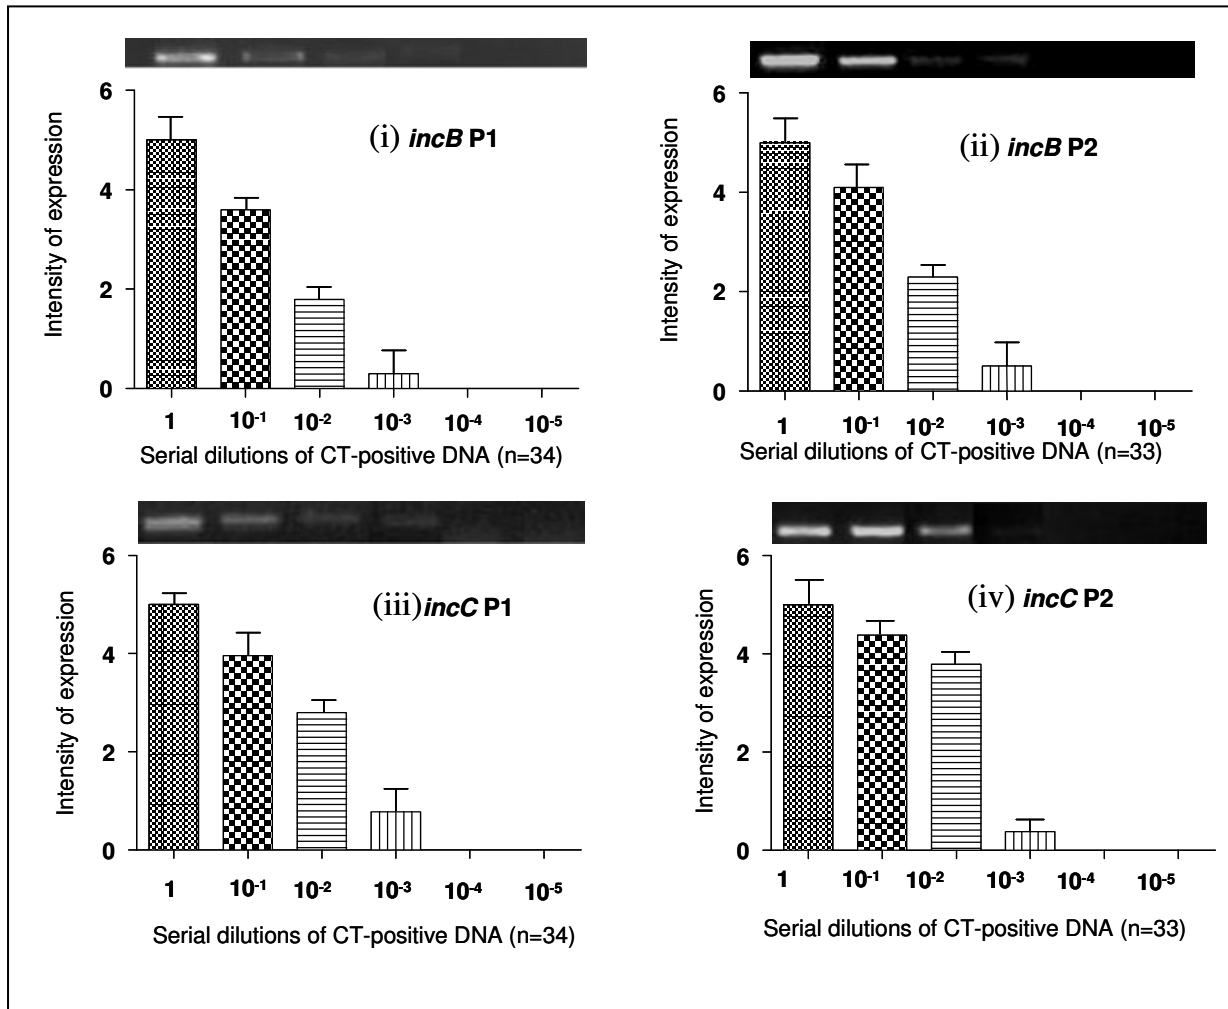 (i) incB P1
6
4
2
0
Intensity of expression
1 10-1 10-2 10-3 10-4 10-5
Serial dilutions of CT-positive DNA (n=34)
(ii) incB P2
6
4
2
0
Intensity of expression
1 10-1 10-2 10-3 10-4 10-5
Serial dilutions of CT-positive DNA (n=33)
(iii) incC P1
6
4
2
0
Intensity of expression
1 10-1 10-2 10-3 10-4 10-5
Serial dilutions of CT-positive DNA (n=34)
(iv) incC P2
6
4
2
0
Intensity of expression
1 10-1 10-2 10-3 10-4 10-5
Serial dilutions of CT-positive DNA (n=33)